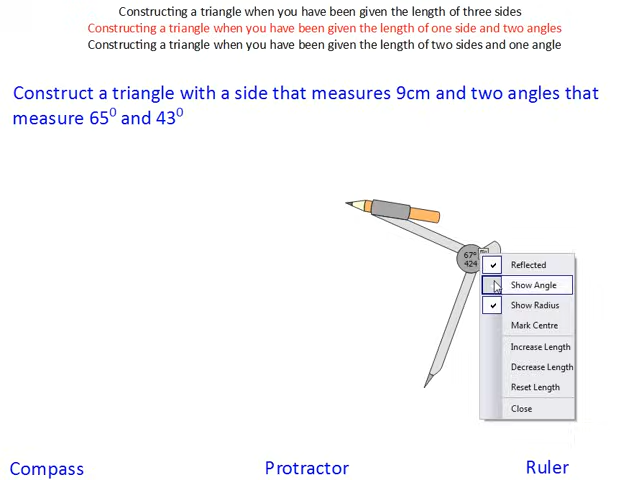 Constructing a triangle when you have been given the length of three sides
Constructing a triangle when you have been given the length of one side and two angles
Constructing a triangle when you have been given the length of two sides and one angle
Construct a triangle with a side that measures 9cm and two angles that
measure 65⁰ and 43⁰
67º
424
Reflected
Show Angle
Show Radius
Mark Centre
Increase Length
Decrease Length
Reset Length
Close
Compass
Protractor
Ruler